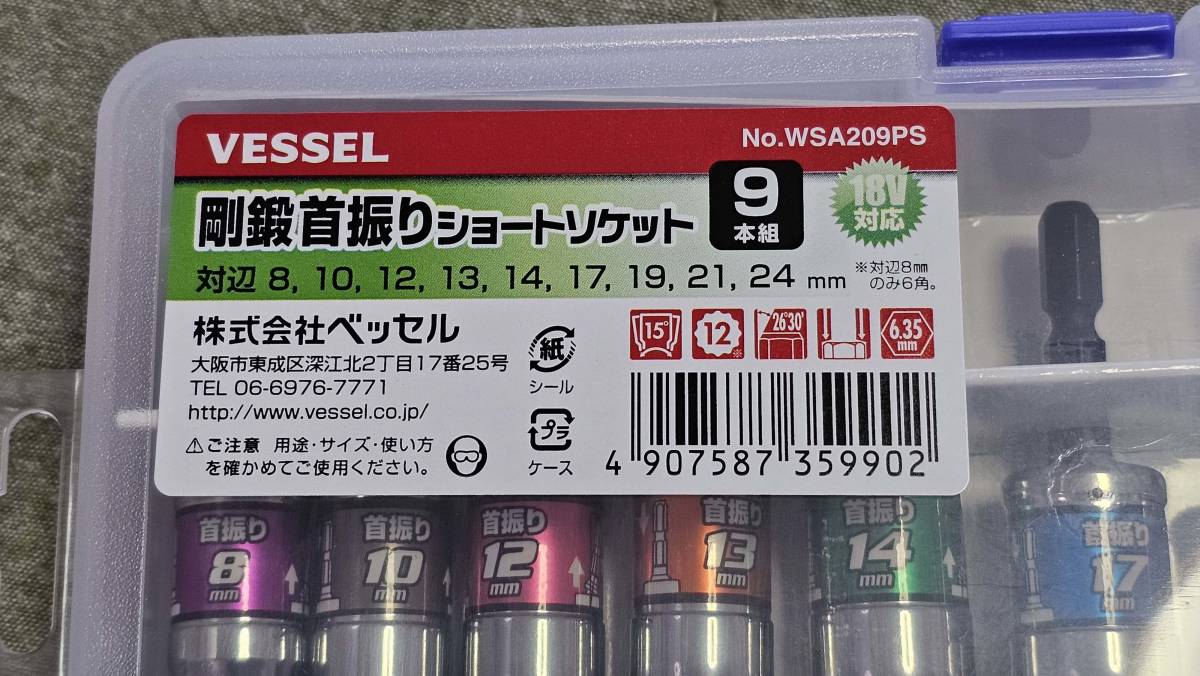 VESSEL
No.WSA209PS
剛鍛首振りショートソケット
9
本組
18V
対応
対辺 8, 10, 12, 13, 14, 17, 19, 21, 24 mm
※対辺8mm
のみ6角。
株式会社ベッセル
大阪市東成区深江北2丁目17番25号
TEL 06-6976-7771
http://www.vessel.co.jp/
⚠ご注意 用途・サイズ・使い方
を確かめてご使用ください。
紙
シール
プラ
ケース
15°
12
※
26°30'
6.35
mm
4 907587 359902
首振り
8
mm
首振り
10
mm
首振り
12
mm
首振り
13
mm
首振り
14
mm
首振り
17
mm